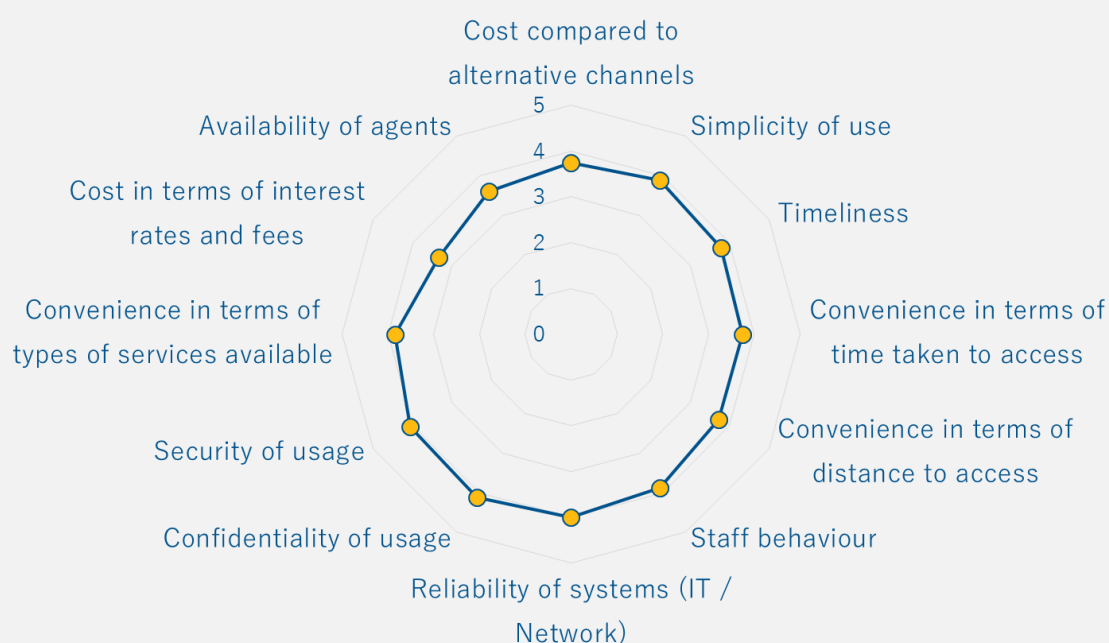 Cost compared to
alternative channels
5
4
3
2
1
0
Simplicity of use
Timeliness
Convenience in terms of
time taken to access
Convenience in terms of
distance to access
Staff behaviour
Reliability of systems (IT /
Network)
Confidentiality of usage
Security of usage
Convenience in terms of
types of services available
Cost in terms of interest
rates and fees
Availability of agents